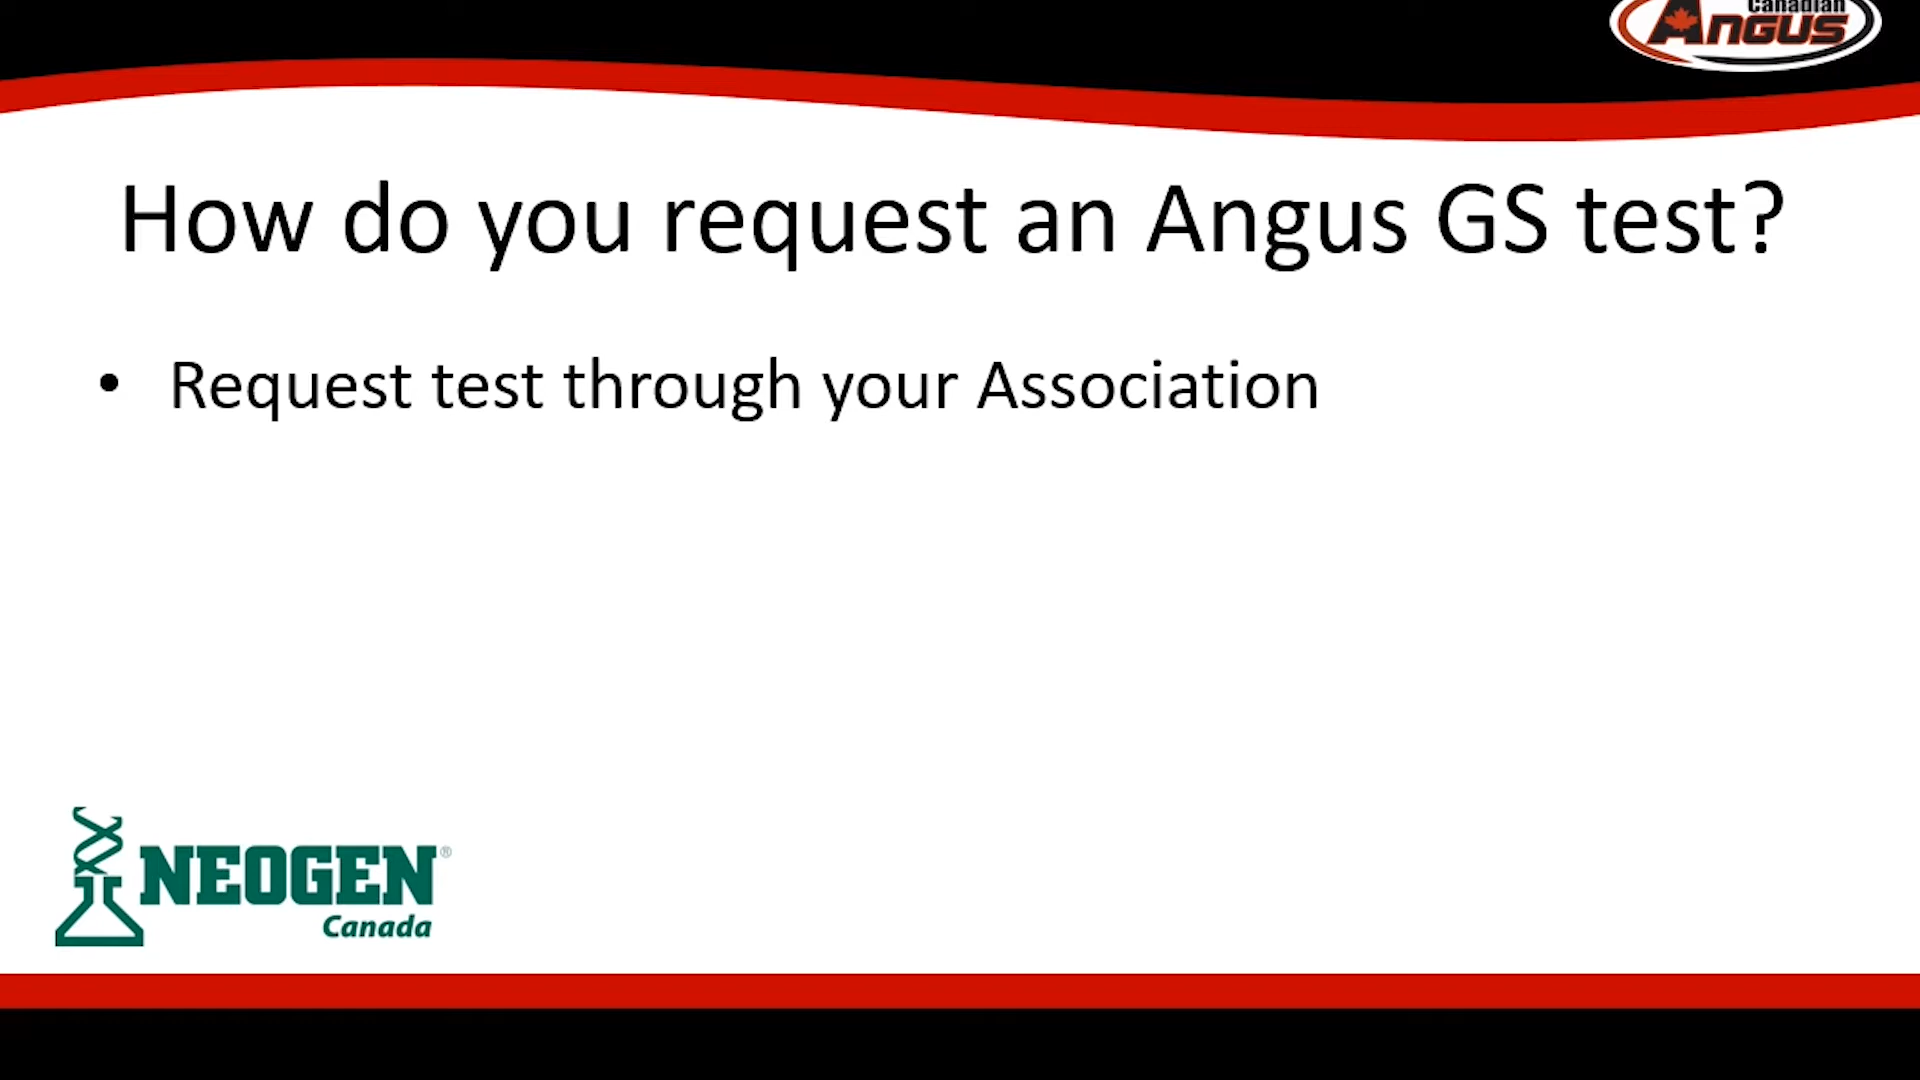 Canadian
Angus
How do you request an Angus GS test?
• Request test through your Association
NEOGEN®
Canada